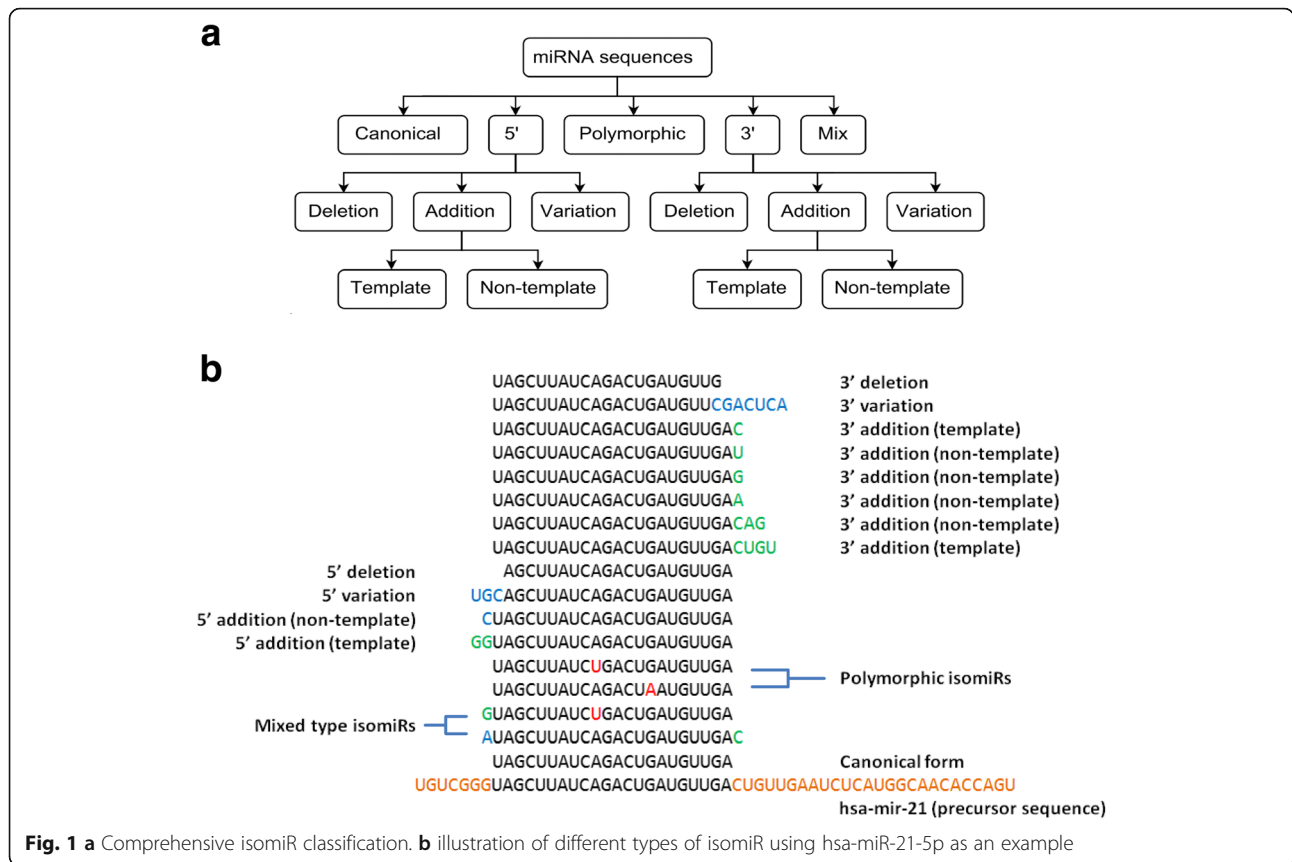 a
miRNA sequences
Canonical 5' Polymorphic 3' Mix
Deletion Addition Variation Deletion Addition Variation
Template Non-template Template Non-template
b
UAGCUUAUCAGACUGAUGUUG 3’ deletion
UAGCUUAUCAGACUGAUGUUCGACUCA 3’ variation
UAGCUUAUCAGACUGAUGUUGAC 3’ addition (template)
UAGCUUAUCAGACUGAUGUUGAU 3’ addition (non-template)
UAGCUUAUCAGACUGAUGUUGAG 3’ addition (non-template)
UAGCUUAUCAGACUGAUGUUGAA 3’ addition (non-template)
UAGCUUAUCAGACUGAUGUUGACAG 3’ addition (non-template)
UAGCUUAUCAGACUGAUGUUGACUGU 3’ addition (template)
5’ deletion AGCUUAUCAGACUGAUGUUGA
5’ variation UGCAGCUUAUCAGACUGAUGUUGA
5’ addition (non-template) CUAGCUUAUCAGACUGAUGUUGA
5’ addition (template) GGUAGCUUAUCAGACUGAUGUUGA
UAGCUUAUCUGACUGAUGUUGA
Polymorphic isomiRs
UAGCUUAUCAGACUAAUGUUGA
GUAGCUUAUCUGACUGAUGUUGA
Mixed type isomiRs
AUAGCUUAUCAGACUGAUGUUGAC
UAGCUUAUCAGACUGAUGUUGA Canonical form
UGUCGGGUAGCUUAUCAGACUGAUGUUGACUGUUGAAUCUCAUGGCAACACCAGU
hsa-mir-21 (precursor sequence)
Fig. 1 a Comprehensive isomiR classification. b illustration of different types of isomiR using hsa-miR-21-5p as an example